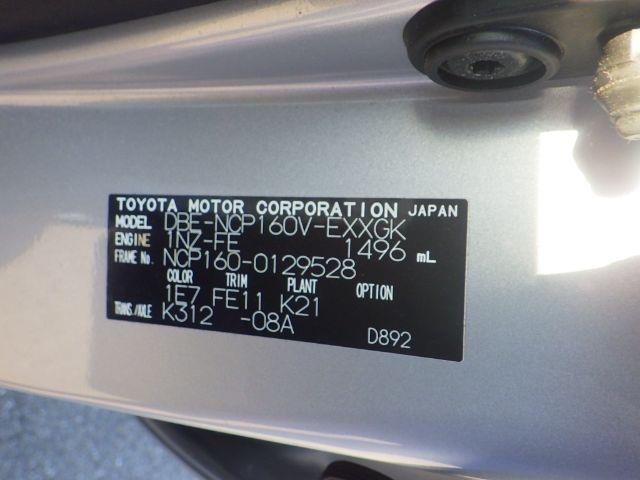 TOYOTA MOTOR CORPORATION JAPAN
MODEL DBE-NCP160V-EXXGK
ENGINE 1NZ-FE 1496 mL
FRAME No. NCP160-0129528
COLOR TRIM PLANT OPTION
1E7 FE11 K21
TRANS./AXLE K312 -08A
D892